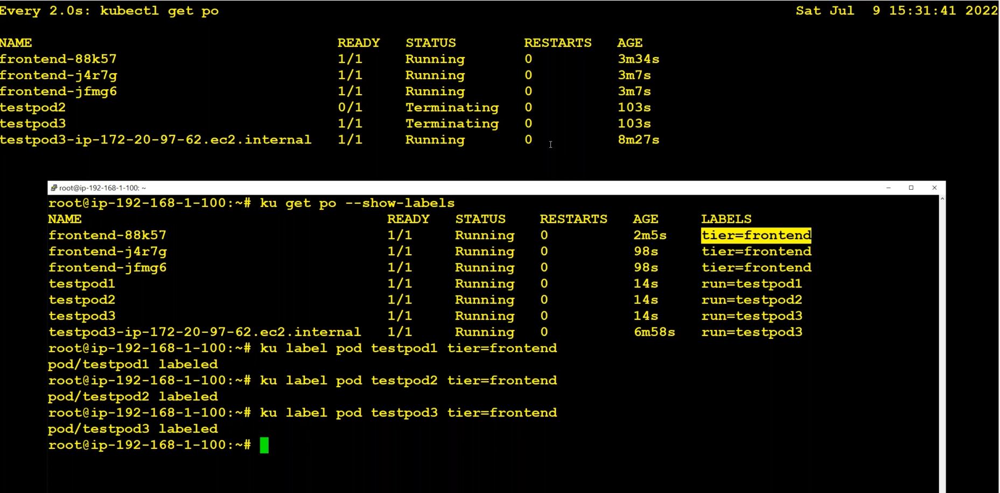 Every 2.0s: kubectl get po Sat Jul 9 15:31:41 2022
NAME READY STATUS RESTARTS AGE
frontend-88k57 1/1 Running 0 3m34s
frontend-j4r7g 1/1 Running 0 3m7s
frontend-jfmg6 1/1 Running 0 3m7s
testpod2 0/1 Terminating 0 103s
testpod3 1/1 Terminating 0 103s
testpod3-ip-172-20-97-62.ec2.internal 1/1 Running 0 8m27s
root@ip-192-168-1-100: ~
root@ip-192-168-1-100:~# ku get po --show-labels
NAME READY STATUS RESTARTS AGE LABELS
frontend-88k57 1/1 Running 0 2m5s tier=frontend
frontend-j4r7g 1/1 Running 0 98s tier=frontend
frontend-jfmg6 1/1 Running 0 98s tier=frontend
testpod1 1/1 Running 0 14s run=testpod1
testpod2 1/1 Running 0 14s run=testpod2
testpod3 1/1 Running 0 14s run=testpod3
testpod3-ip-172-20-97-62.ec2.internal 1/1 Running 0 6m58s run=testpod3
root@ip-192-168-1-100:~# ku label pod testpod1 tier=frontend
pod/testpod1 labeled
root@ip-192-168-1-100:~# ku label pod testpod2 tier=frontend
pod/testpod2 labeled
root@ip-192-168-1-100:~# ku label pod testpod3 tier=frontend
pod/testpod3 labeled
root@ip-192-168-1-100:~#